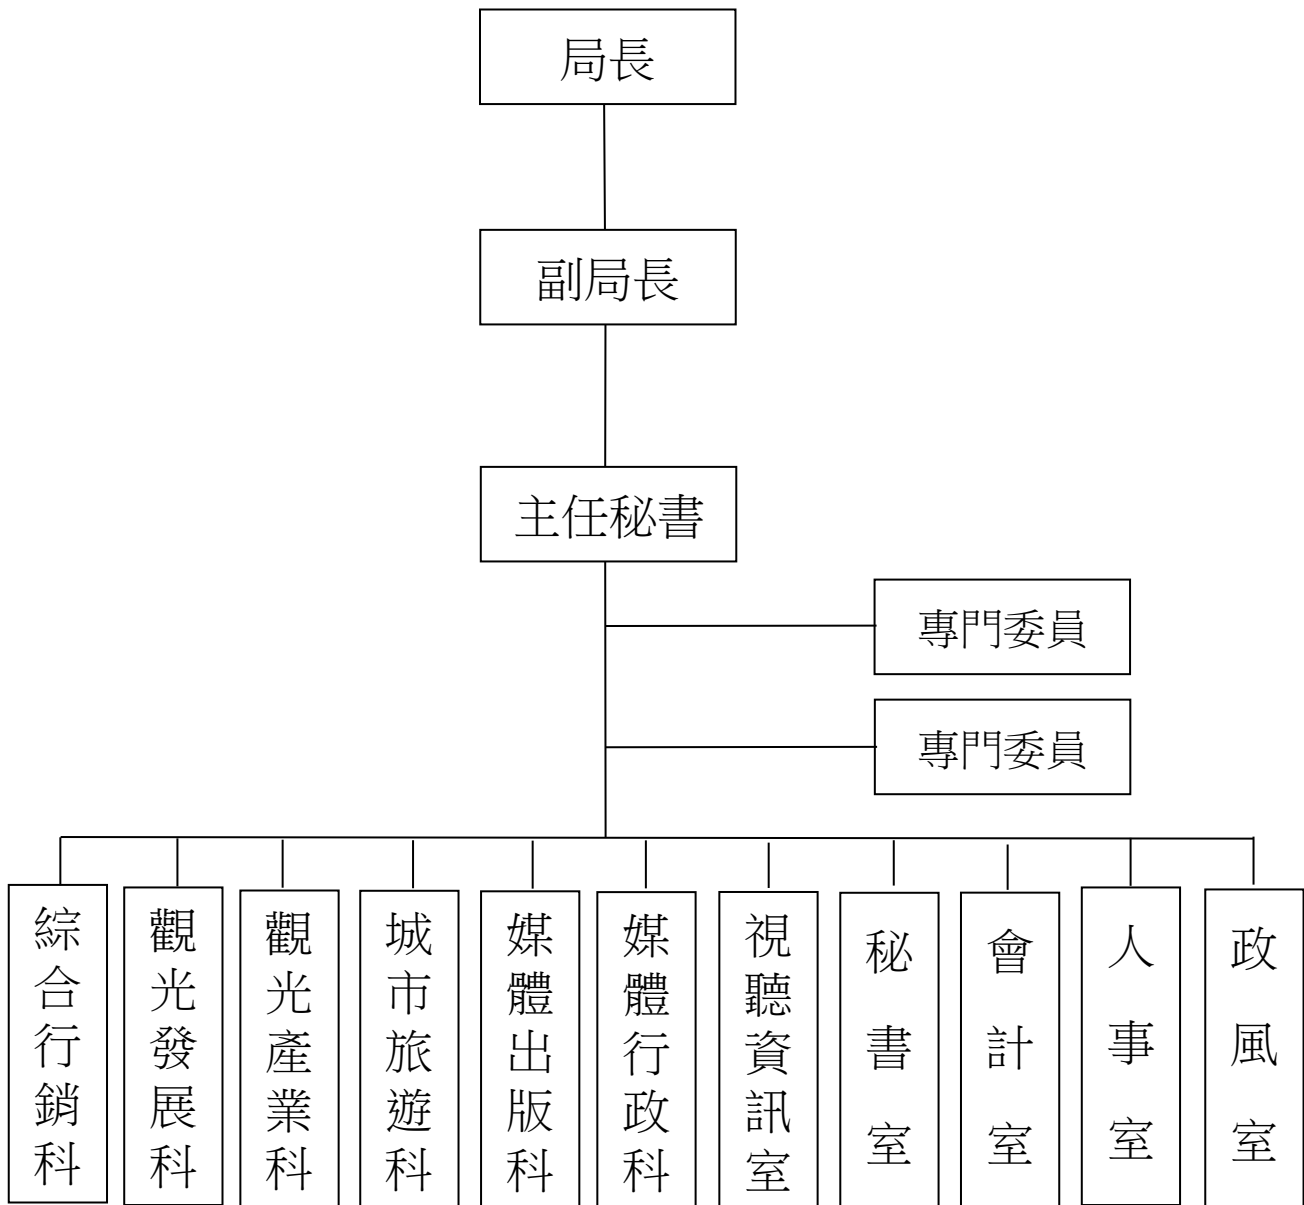 局長
副局長
主任秘書
專門委員
專門委員
綜合行銷科
觀光發展科
觀光產業科
城市旅遊科
媒體出版科
媒體行政科
視聽資訊室
秘書室
會計室
人事室
政風室